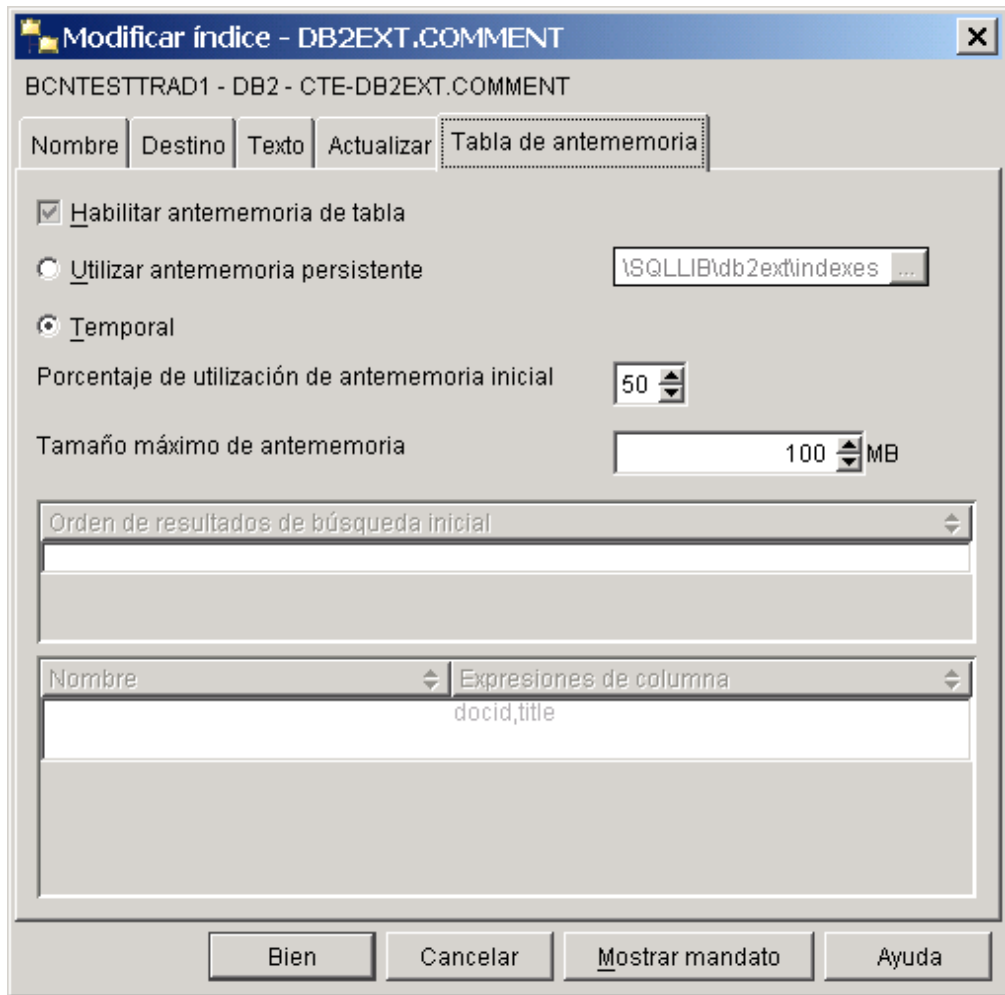 Modificar índice - DB2EXT.COMMENT
BCNTESTTRAD1 - DB2 - CTE-DB2EXT.COMMENT
Nombre Destino Texto Actualizar Tabla de antememoria
Habilitar antememoria de tabla
Utilizar antememoria persistente \SQLLIB\db2ext\indexes ...
Temporal
Porcentaje de utilización de antememoria inicial 50
Tamaño máximo de antememoria 100 MB
Orden de resultados de búsqueda inicial
Nombre Expresiones de columna
docid,title
Bien Cancelar Mostrar mandato Ayuda